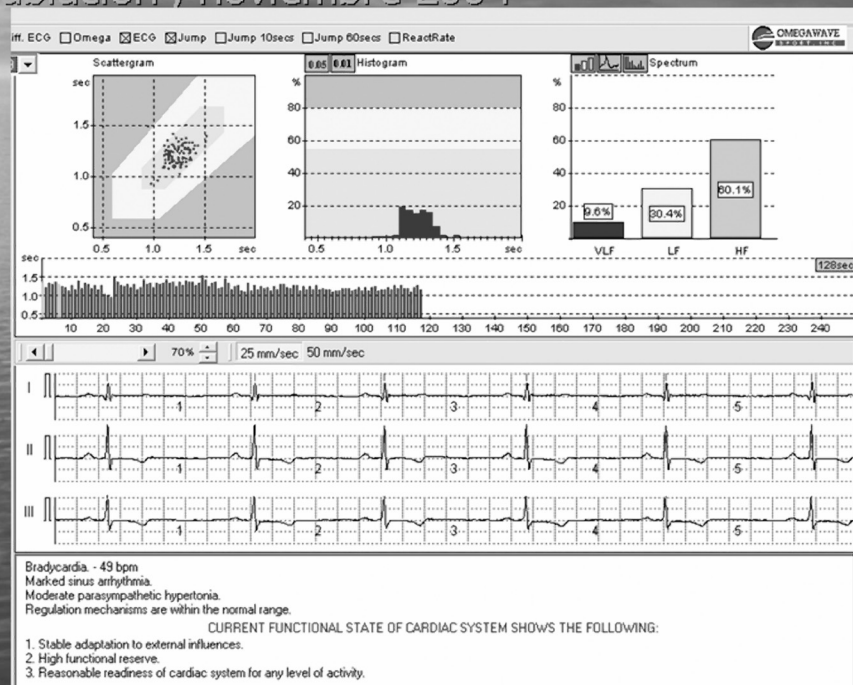 Noviembre 2004
iff. ECG Omega ECG Jump Jump 10secs Jump 60secs ReactRate
OMEGAWAVE
SPORT, INC
Scattergram 0.05 0.01 Histogram Spectrum
sec % %
1.5 80 80
60 60
1.0 40 40
20 20
0.5
9.6% 30.4% 60.1%
0.5 1.0 1.5 sec 0.5 1.0 1.5 sec VLF LF HF
sec 128sec
1.5
1.0
0.5
10 20 30 40 50 60 70 80 90 100 110 120 130 140 150 160 170 180 190 200 210 220 230 240
70% 25 mm/sec 50 mm/sec
I 1 2 3 4 5
II 1 2 3 4 5
III 1 2 3 4 5
Bradycardia. - 49 bpm
Marked sinus arrhythmia.
Moderate parasympathetic hypertonia.
Regulation mechanisms are within the normal range.
CURRENT FUNCTIONAL STATE OF CARDIAC SYSTEM SHOWS THE FOLLOWING:
1. Stable adaptation to external influences.
2. High functional reserve.
3. Reasonable readiness of cardiac system for any level of activity.